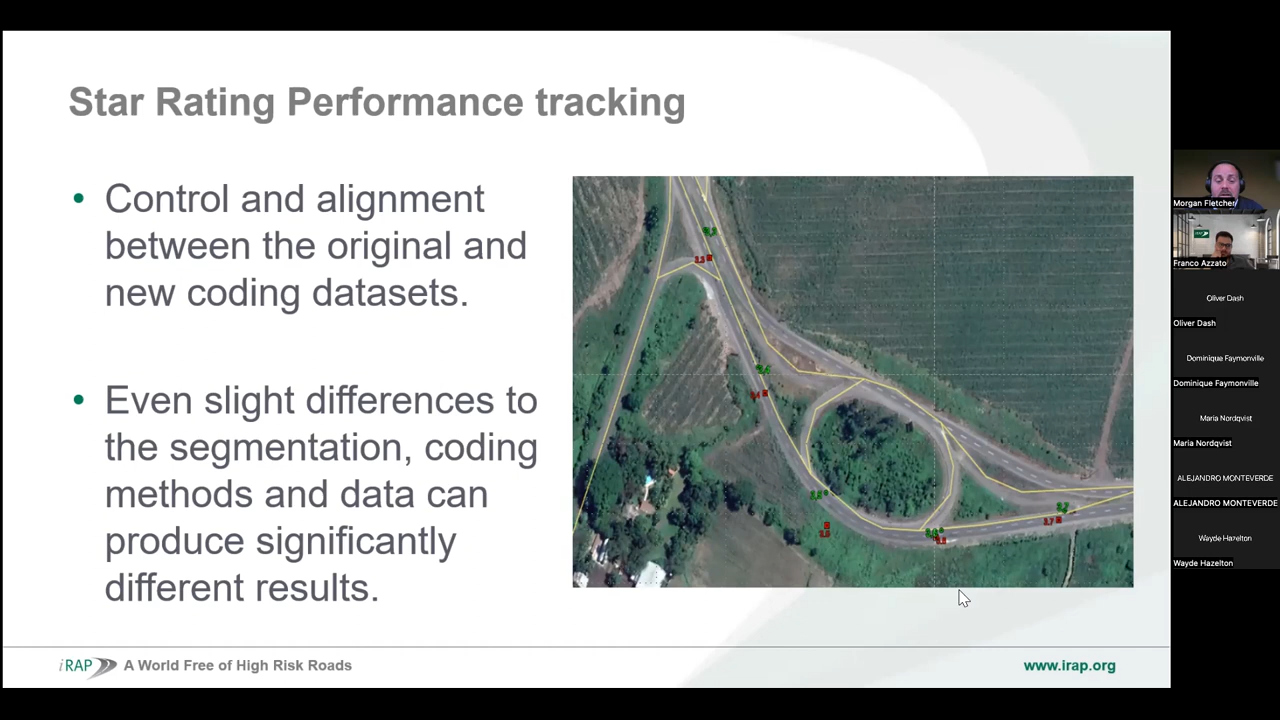 Star Rating Performance tracking
• Control and alignment
between the original and
new coding datasets.
• Even slight differences to
the segmentation, coding
methods and data can
produce significantly
different results.
iRAP
A World Free of High Risk Roads
www.irap.org
Morgan Fletcher
iRAP
Franco Azzato
Oliver Dash
Oliver Dash
Dominique Faymonville
Dominique Faymonville
Maria Nordqvist
Maria Nordqvist
ALEJANDRO MONTEVERDE
ALEJANDRO MONTEVERDE
Wayde Hazelton
Wayde Hazelton